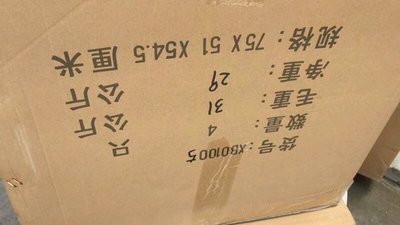 货号：XB01005
数量： 4 只
毛重： 31 公斤
净重： 29 公斤
规格：75 X 51 X54.5 厘米